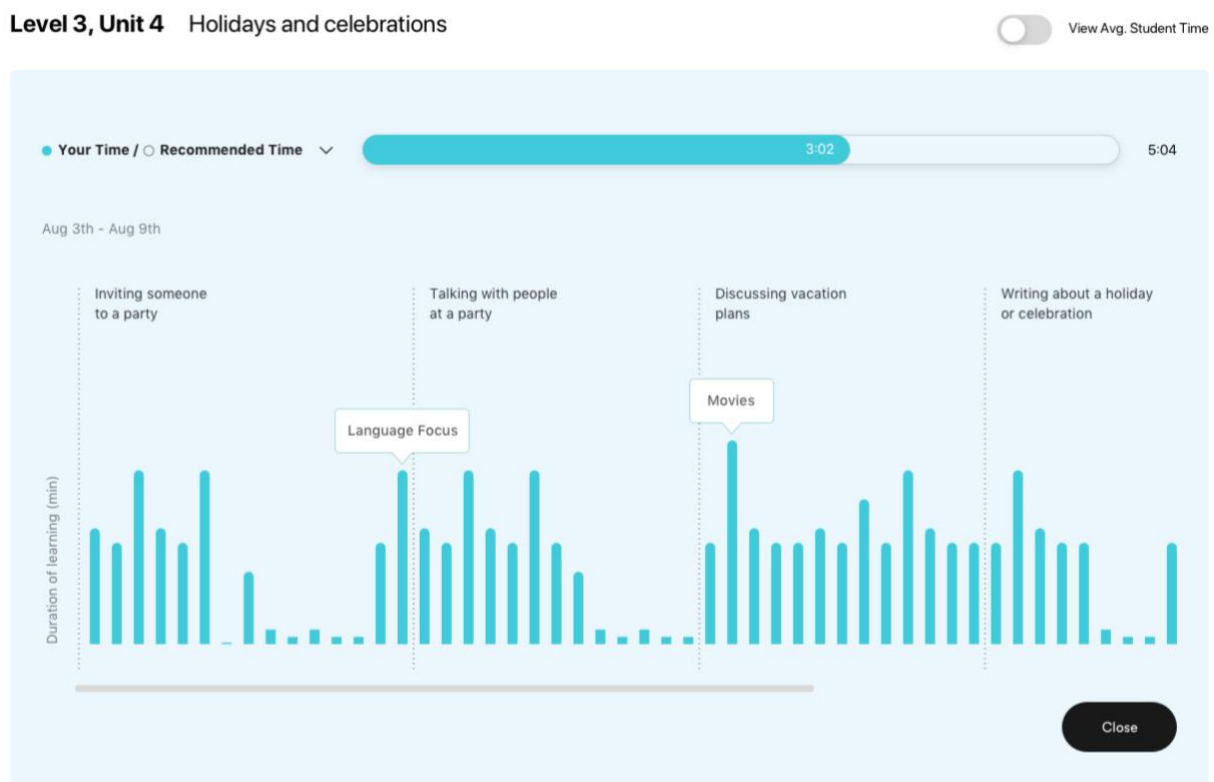 Level 3, Unit 4 Holidays and celebrations
View Avg. Student Time
Your Time / Recommended Time
3:02
5:04
Aug 3th - Aug 9th
Inviting someone
to a party
Talking with people
at a party
Discussing vacation
plans
Writing about a holiday
or celebration
Movies
Language Focus
Duration of learning (min)
Close